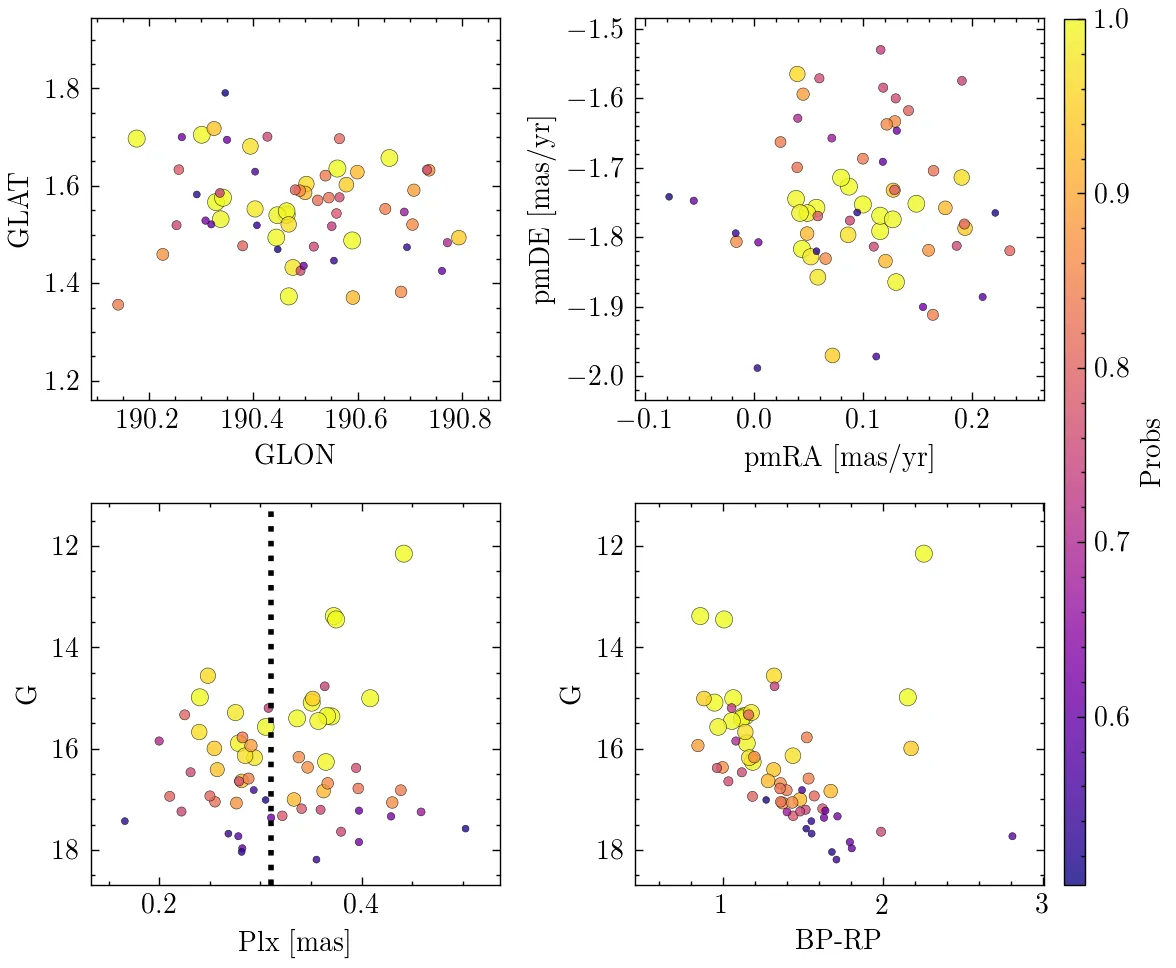 1.8
1.6
1.4
1.2
GLAT
190.2 190.4 190.6 190.8
GLON
−1.5
−1.6
−1.7
−1.8
−1.9
−2.0
pmDE [mas/yr]
−0.1 0.0 0.1 0.2
pmRA [mas/yr]
12
14
16
18
G
0.2 0.4
Plx [mas]
12
14
16
18
G
1 2 3
BP-RP
1.0
0.9
0.8
0.7
0.6
Probs